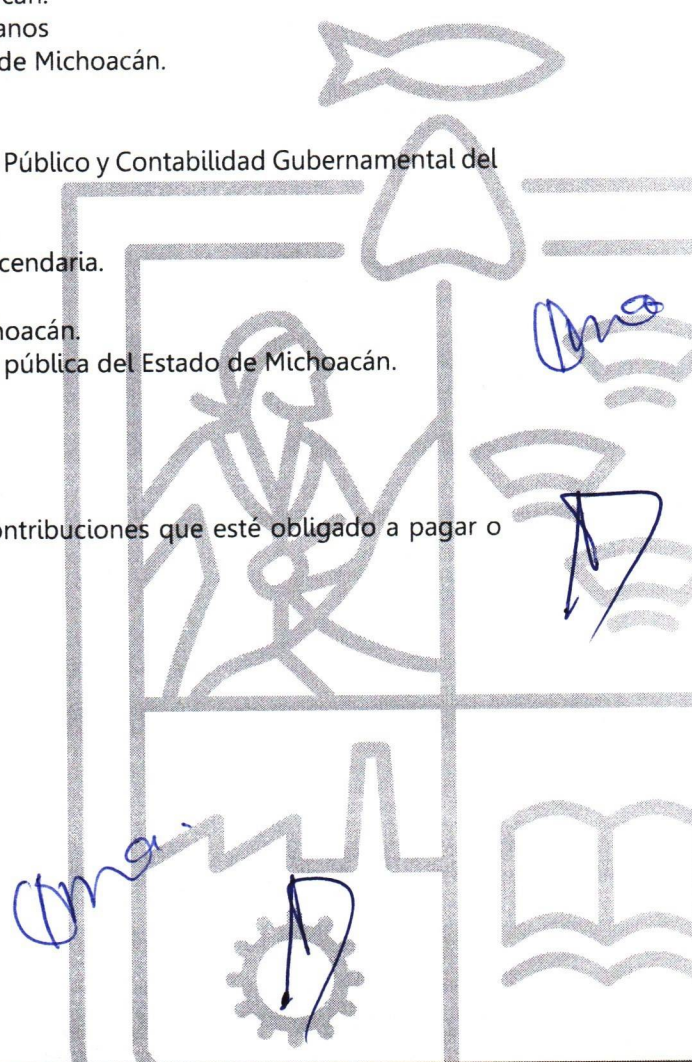 cán.
anos
de Michoacán.
Público y Contabilidad Gubernamental del
cendaria.
hoacán.
pública del Estado de Michoacán.
ontribuciones que esté obligado a pagar o